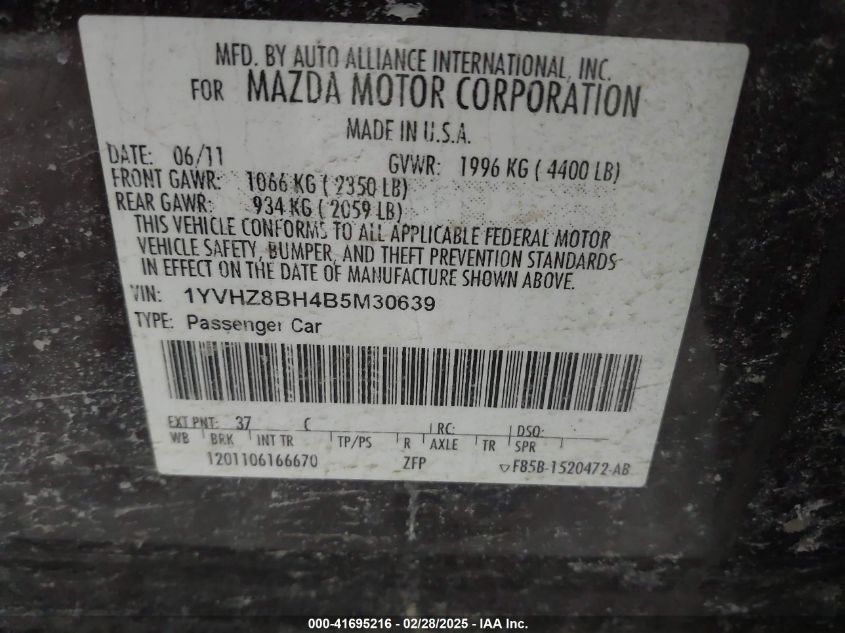 MFD. BY AUTO ALLIANCE INTERNATIONAL, INC.
FOR MAZDA MOTOR CORPORATION
MADE IN U.S.A.
DATE: 06/11 GVWR: 1996 KG ( 4400 LB)
FRONT GAWR: 1066 KG ( 2350 LB)
REAR GAWR: 934 KG ( 2059 LB)
THIS VEHICLE CONFORMS TO ALL APPLICABLE FEDERAL MOTOR
VEHICLE SAFETY, BUMPER, AND THEFT PREVENTION STANDARDS
IN EFFECT ON THE DATE OF MANUFACTURE SHOWN ABOVE.
VIN: 1YVHZ8BH4B5M30639
TYPE: Passenger Car
EXT PNT: 37 C RC: DSO:
WB BRK INT TR TP/PS R AXLE TR SPR
1201106166670 ZFP ▽F85B-1520472-AB
000-41695216 - 02/28/2025 - IAA Inc.